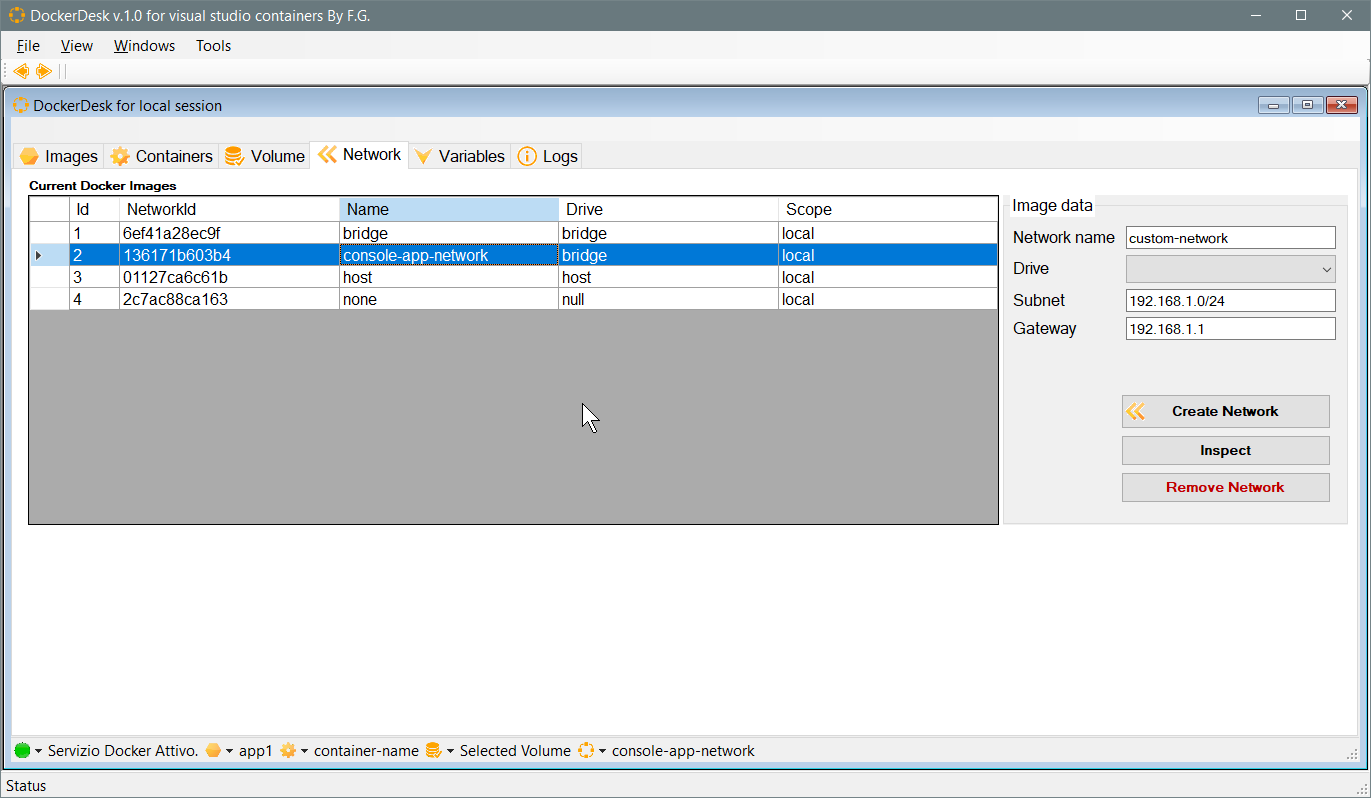 DockerDesk v.1.0 for visual studio containers By F.G.
File View Windows Tools
DockerDesk for local session
Images Containers Volume Network Variables Logs
Current Docker Images
Id NetworkId Name Drive Scope
1 6ef41a28ec9f bridge bridge local
2 136171b603b4 console-app-network bridge local
3 01127ca6c61b host host local
4 2c7ac88ca163 none null local
Image data
Network name custom-network
Drive
Subnet 192.168.1.0/24
Gateway 192.168.1.1
Create Network
Inspect
Remove Network
Servizio Docker Attivo. app1 container-name Selected Volume console-app-network
Status